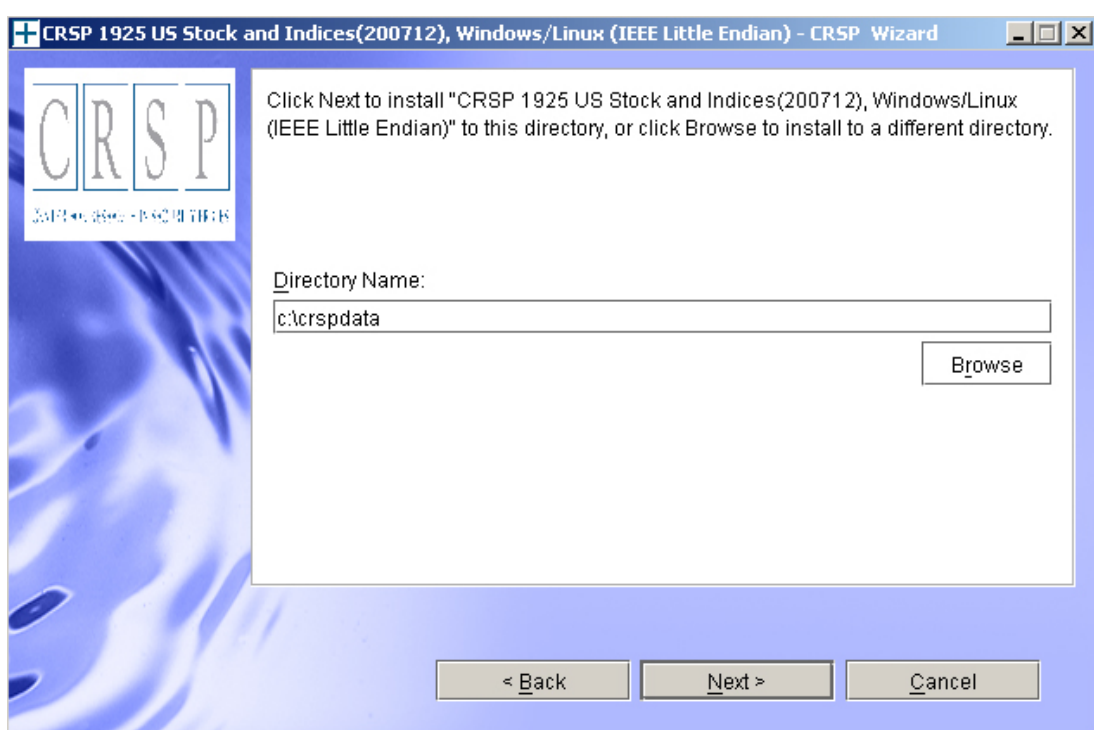 CRSP 1925 US Stock and Indices(200712), Windows/Linux (IEEE Little Endian) - CRSP Wizard
CRSP
Click Next to install "CRSP 1925 US Stock and Indices(200712), Windows/Linux
(IEEE Little Endian)" to this directory, or click Browse to install to a different directory.
Directory Name:
c:\crspdata
Browse
< Back
Next >
Cancel